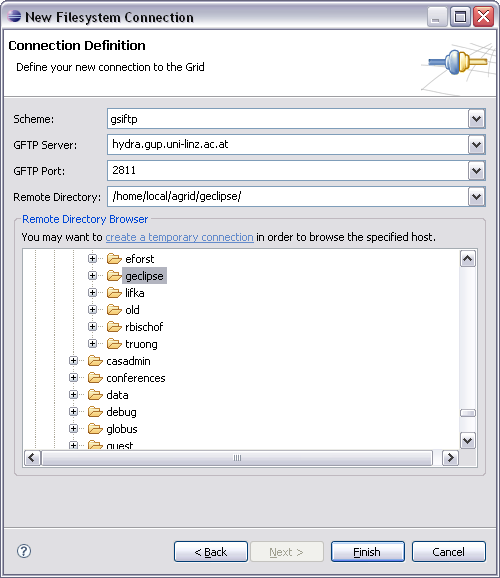 New Filesystem Connection
Connection Definition
Define your new connection to the Grid
Scheme: gsiftp
GFTP Server: hydra.gup.uni-linz.ac.at
GFTP Port: 2811
Remote Directory: /home/local/agrid/geclipse/
Remote Directory Browser
You may want to create a temporary connection in order to browse the specified host.
eforst
geclipse
lifka
old
rbischof
truong
casadmin
conferences
data
debug
globus
guest
? < Back Next > Finish Cancel